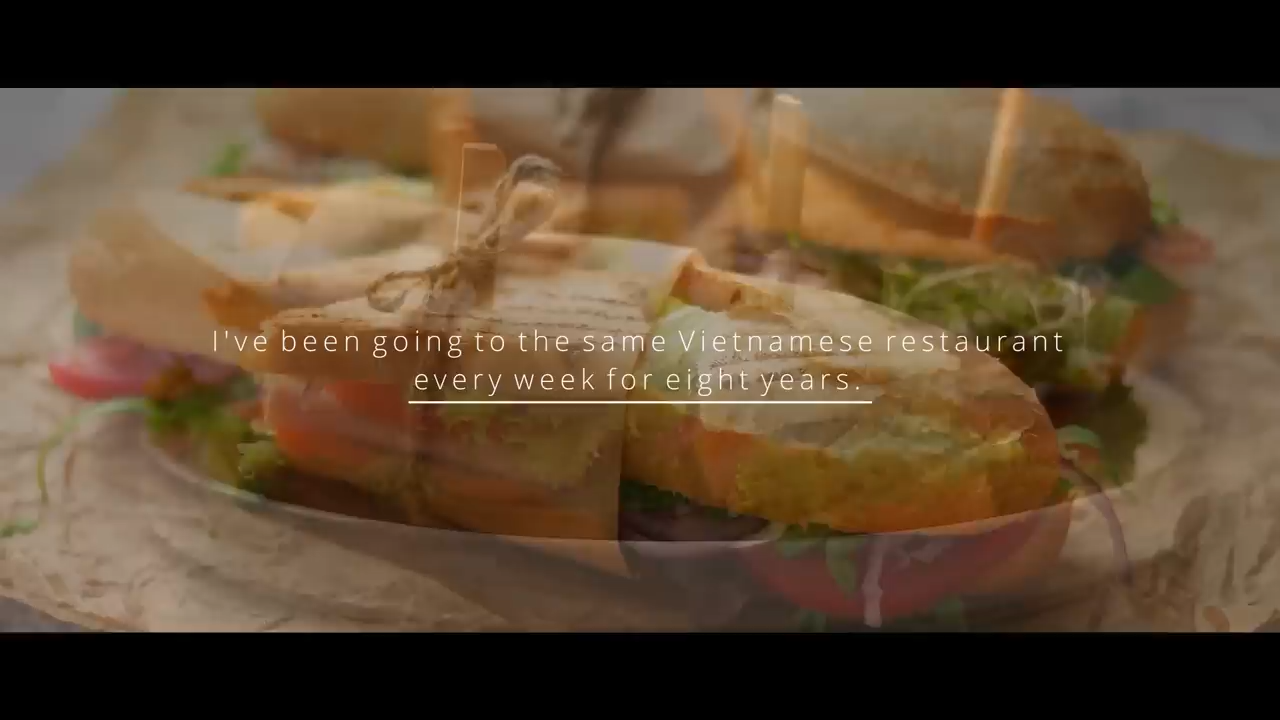 I've been going to the same Vietnamese restaurant
every week for eight years.